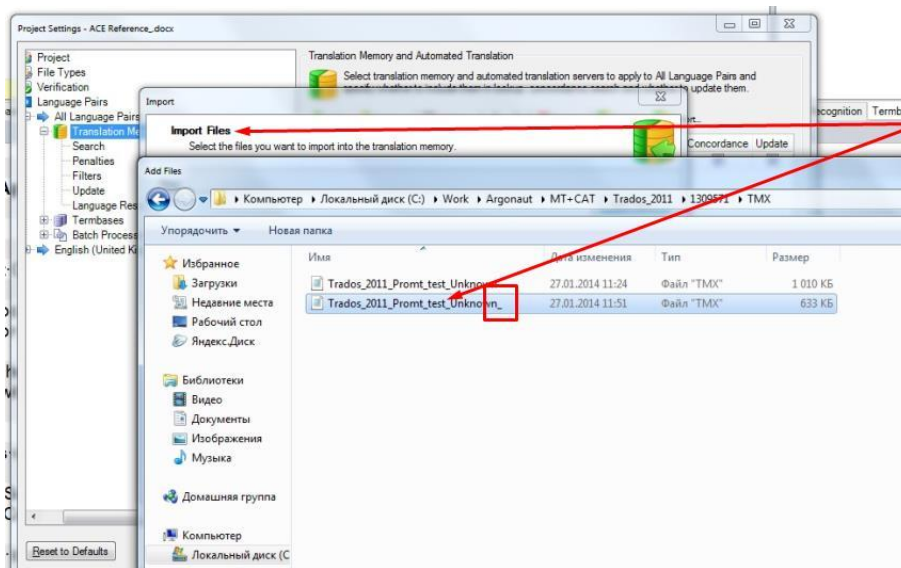 Project Settings - ACE Reference_.docx
Project
File Types
Verification
Language Pairs
All Language Pairs
Translation Me
Search
Penalties
Filters
Update
Language Res
Termbases
Batch Process
English (United Ki
Reset to Defaults
Translation Memory and Automated Translation
Select translation memory and automated translation servers to apply to All Language Pairs and
update them.
ecognition Termb
Concordance Update
Import
Import Files
Select the files you want to import into the translation memory.
Add Files
Компьютер Локальный диск (C:) Work Argonaut MT+CAT Trados_2011 1309571 TMX
Упорядочить Новая папка
Избранное
Загрузки
Недавние места
Рабочий стол
Яндекс.Диск
Библиотеки
Видео
Документы
Изображения
Музыка
Домашняя группа
Компьютер
Локальный диск (C
Имя Дата изменения Тип Размер
Trados_2011_Promt_test_Unknown 27.01.2014 11:24 Файл "TMX" 1 010 КБ
Trados_2011_Promt_test_Unknown_ 27.01.2014 11:51 Файл "TMX" 633 КБ